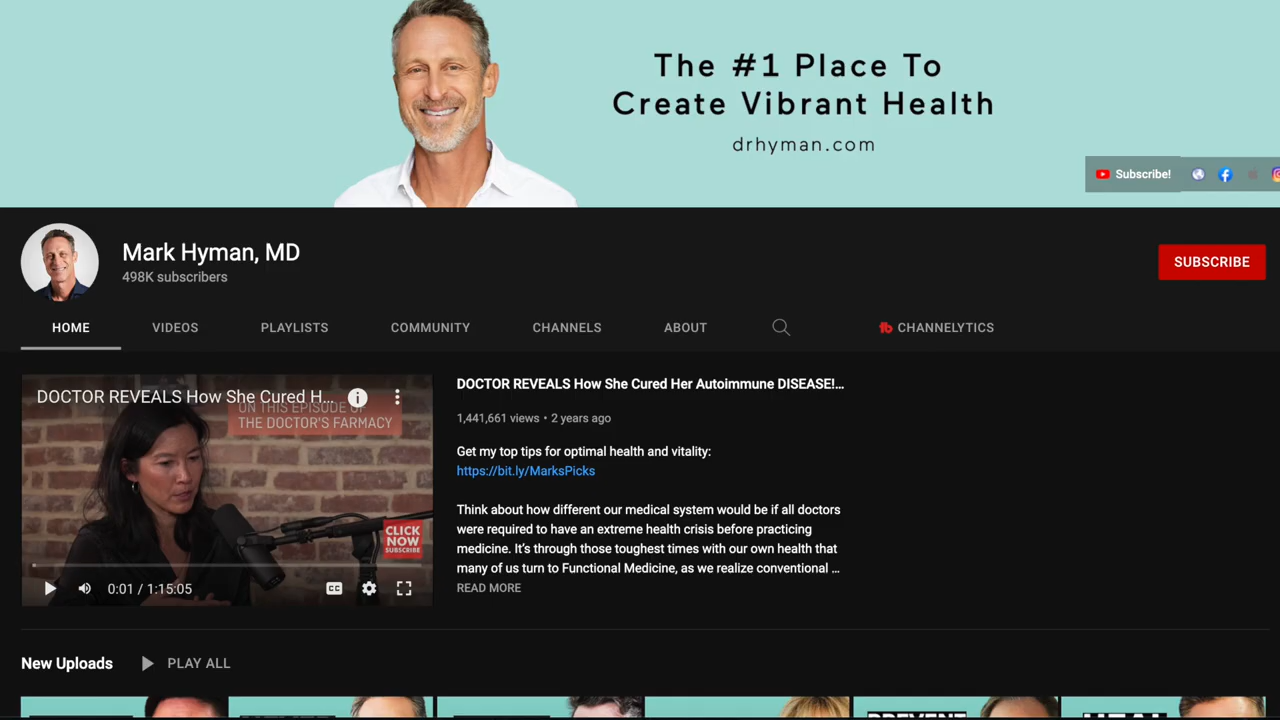 The #1 Place To
Create Vibrant Health
drhyman.com
Subscribe!
Mark Hyman, MD
498K subscribers
SUBSCRIBE
HOME VIDEOS PLAYLISTS COMMUNITY CHANNELS ABOUT CHANNELYTICS
DOCTOR REVEALS How She Cured H...
ON THIS EPISODE OF
THE DOCTOR'S FARMACY
CLICK
NOW
SUBSCRIBE
CC
0:01 / 1:15:05
DOCTOR REVEALS How She Cured Her Autoimmune DISEASE!...
1,441,661 views • 2 years ago
Get my top tips for optimal health and vitality:
https://bit.ly/MarksPicks
Think about how different our medical system would be if all doctors
were required to have an extreme health crisis before practicing
medicine. It's through those toughest times with our own health that
many of us turn to Functional Medicine, as we realize conventional ...
READ MORE
New Uploads PLAY ALL
PREVENT
HEAL